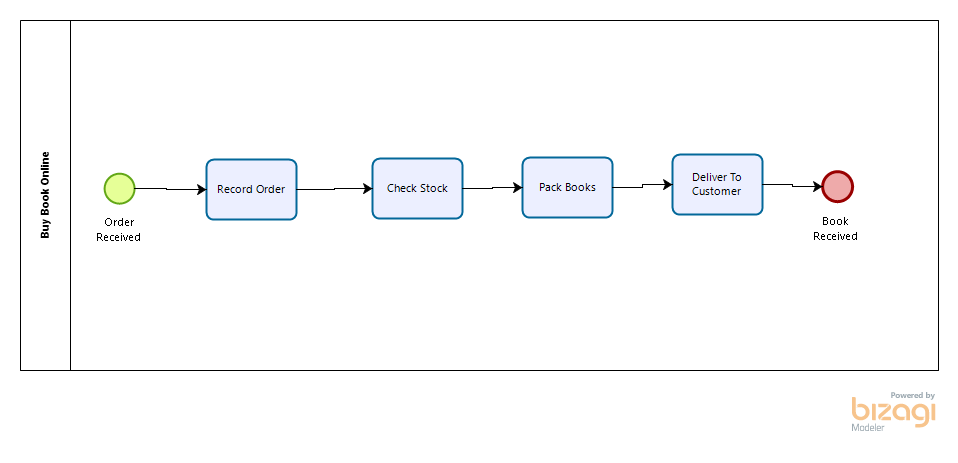 Buy Book Online
Order
Received
Record Order
Check Stock
Pack Books
Deliver To
Customer
Book
Received
Powered by
bizagi
Modeler